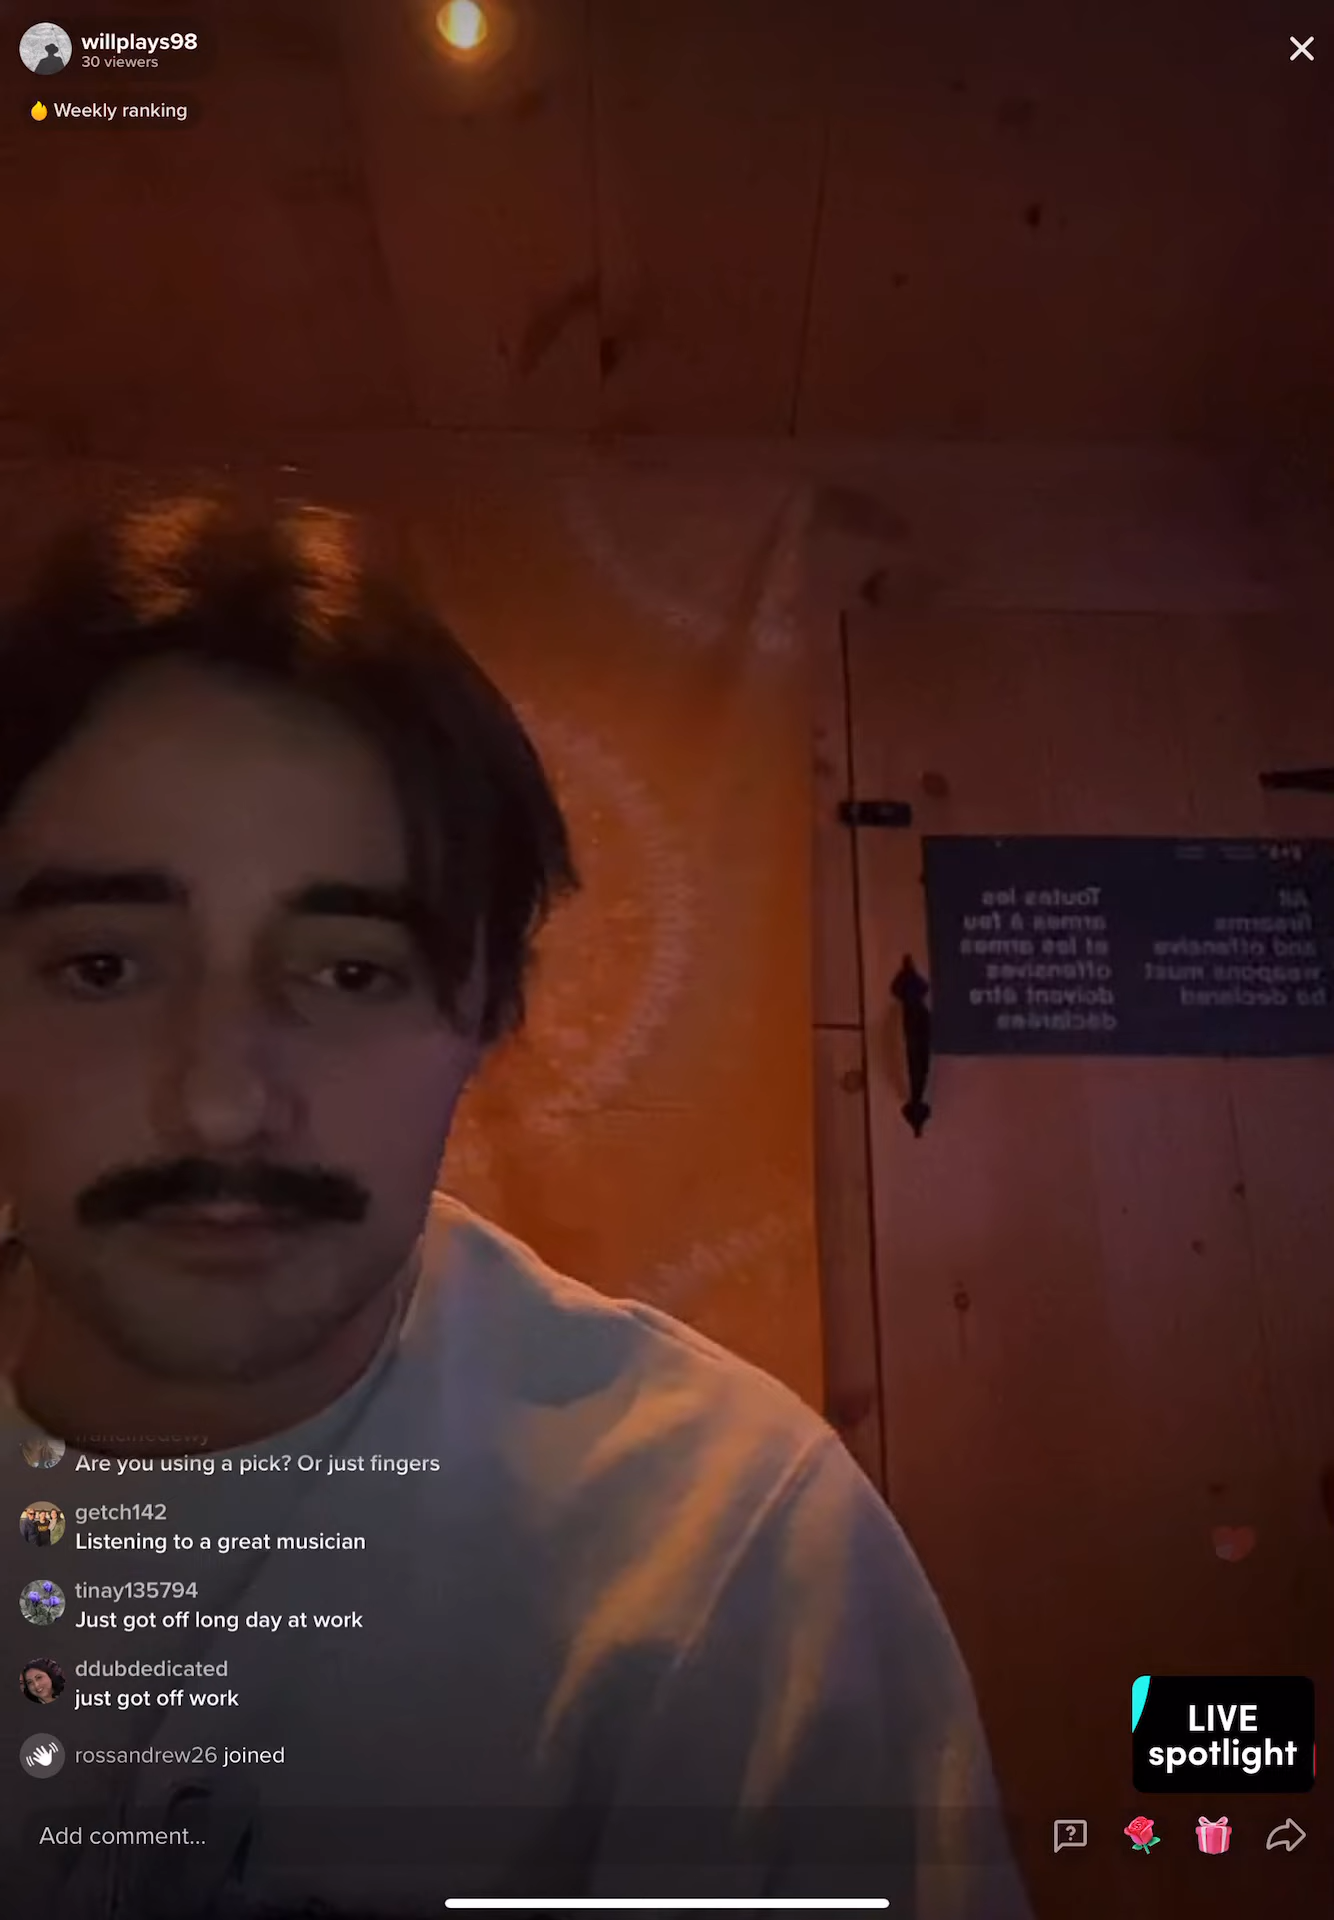 willplays98
30 viewers
Weekly ranking
Toutes les
armes à feu
et les armes
offensives
doivent être
déclarées
All
firearms
and offensive
weapons must
be declared
francinedewy
Are you using a pick? Or just fingers
getch142
Listening to a great musician
tinay135794
Just got off long day at work
ddubdedicated
just got off work
rossandrew26 joined
LIVE
spotlight
Add comment...